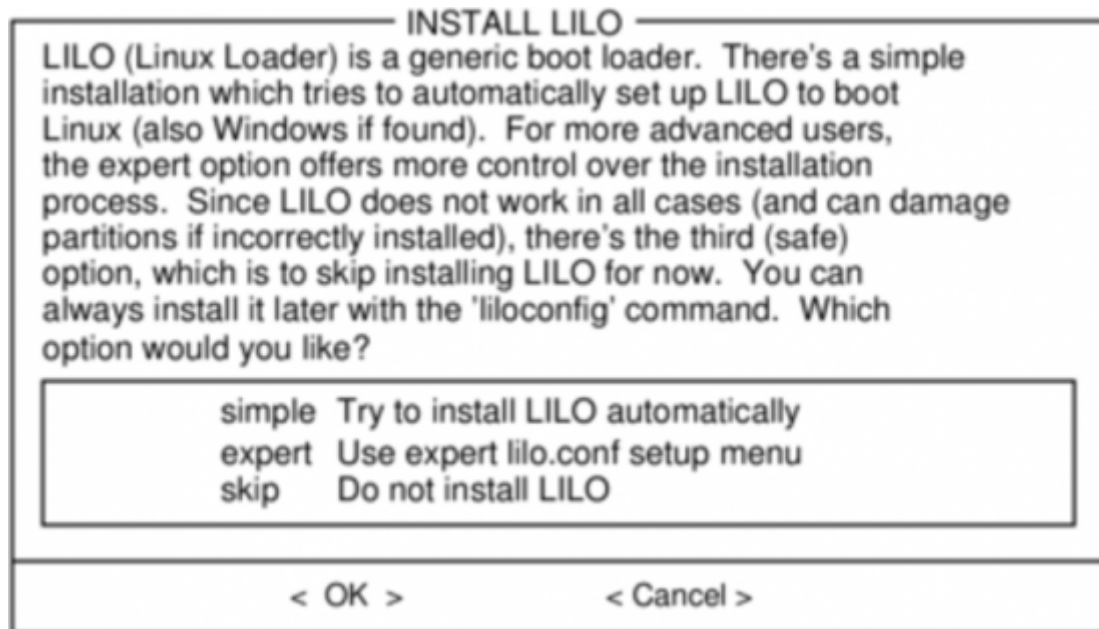 INSTALL LILO
LILO (Linux Loader) is a generic boot loader.  There's a simple
installation which tries to automatically set up LILO to boot
Linux (also Windows if found).  For more advanced users,
the expert option offers more control over the installation
process.  Since LILO does not work in all cases (and can damage
partitions if incorrectly installed), there's the third (safe)
option, which is to skip installing LILO for now.  You can
always install it later with the 'liloconfig' command.  Which
option would you like?
simple  Try to install LILO automatically
expert  Use expert lilo.conf setup menu
skip  Do not install LILO
< OK >  < Cancel >